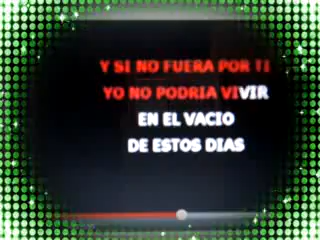 Y SI NO FUERA POR TI
YO NO PODRIA VIVIR
EN EL VACIO
DE ESTOS DIAS